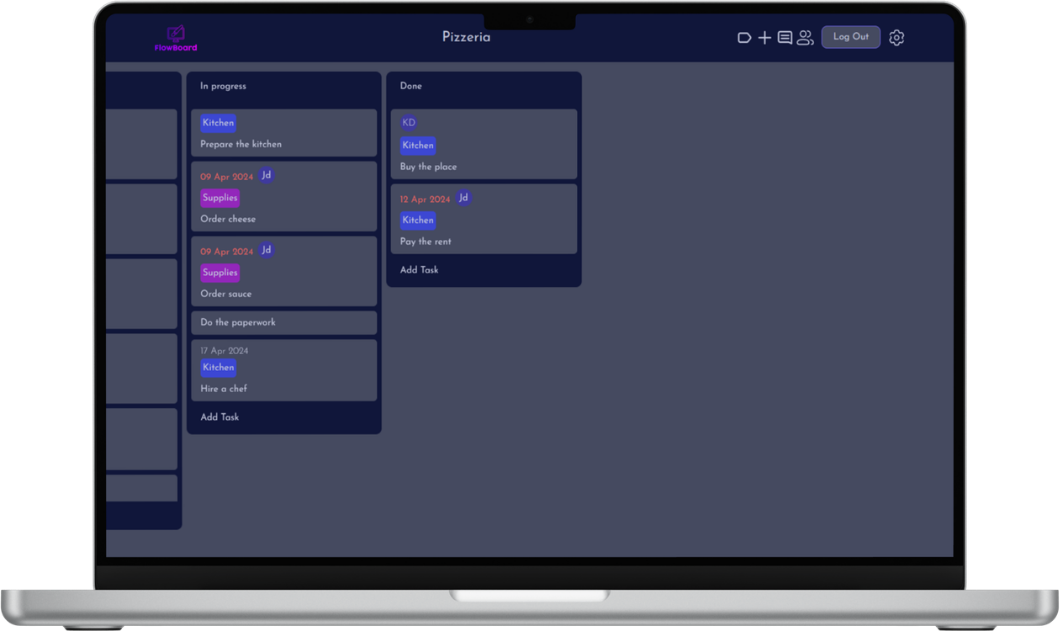 FlowBoard
Pizzeria
Log Out
In progress
Kitchen
Prepare the kitchen
09 Apr 2024 Jd
Supplies
Order cheese
09 Apr 2024 Jd
Supplies
Order sauce
Do the paperwork
17 Apr 2024
Kitchen
Hire a chef
Add Task
Done
KD
Kitchen
Buy the place
12 Apr 2024 Jd
Kitchen
Pay the rent
Add Task